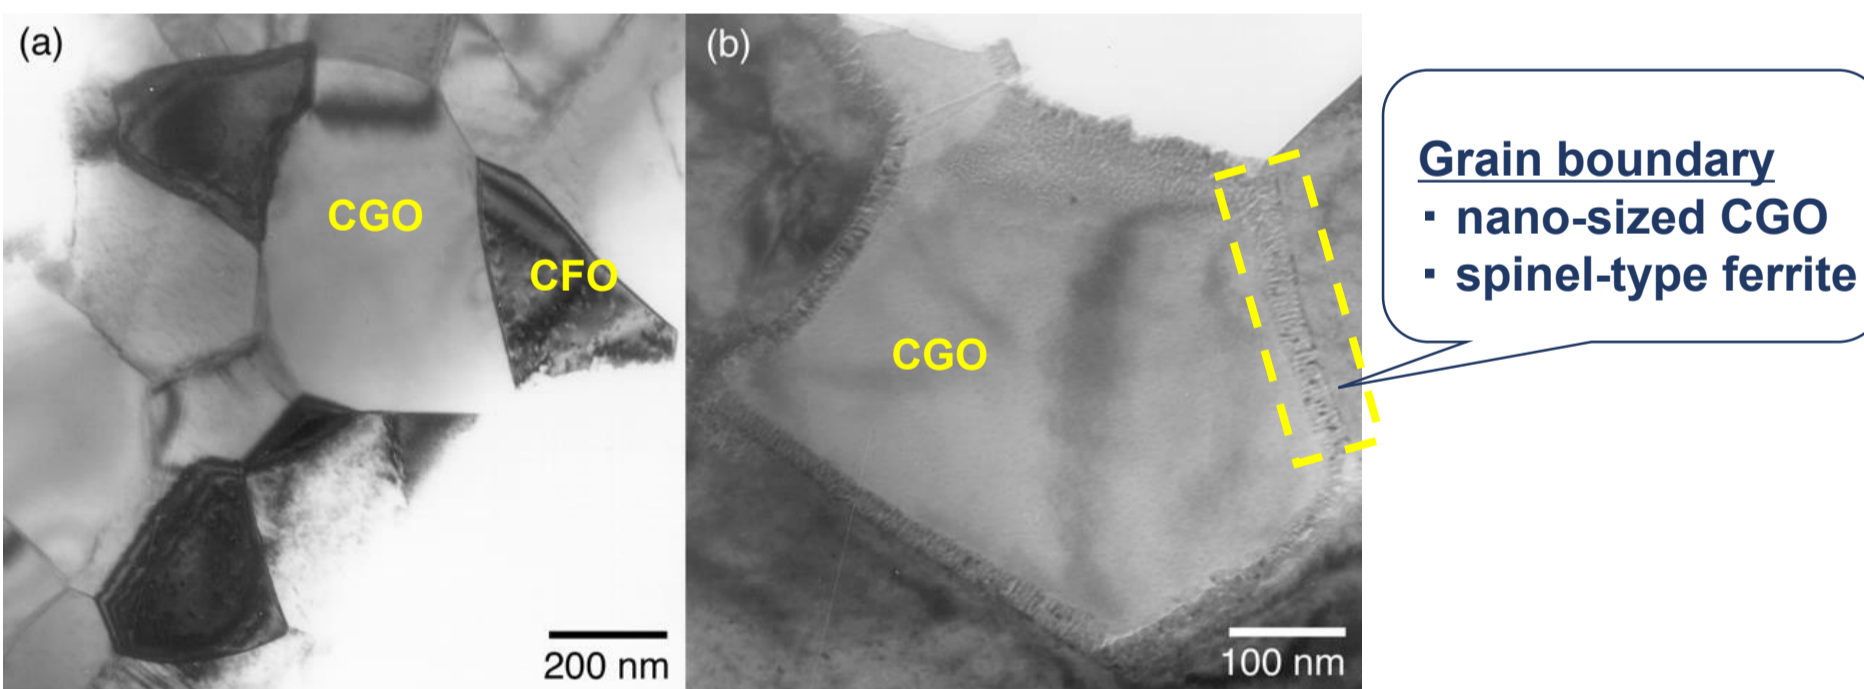 (a)
CGO
CFO
200 nm
(b)
CGO
100 nm
Grain boundary
・ nano-sized CGO
・ spinel-type ferrite